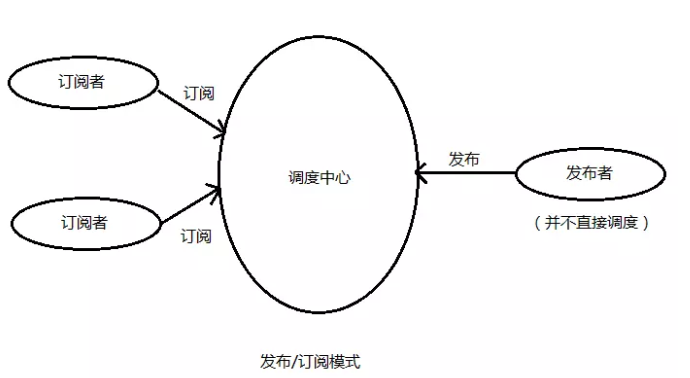 订阅者
订阅
调度中心
发布
发布者
订阅者
订阅
（并不直接调度）
发布/订阅模式